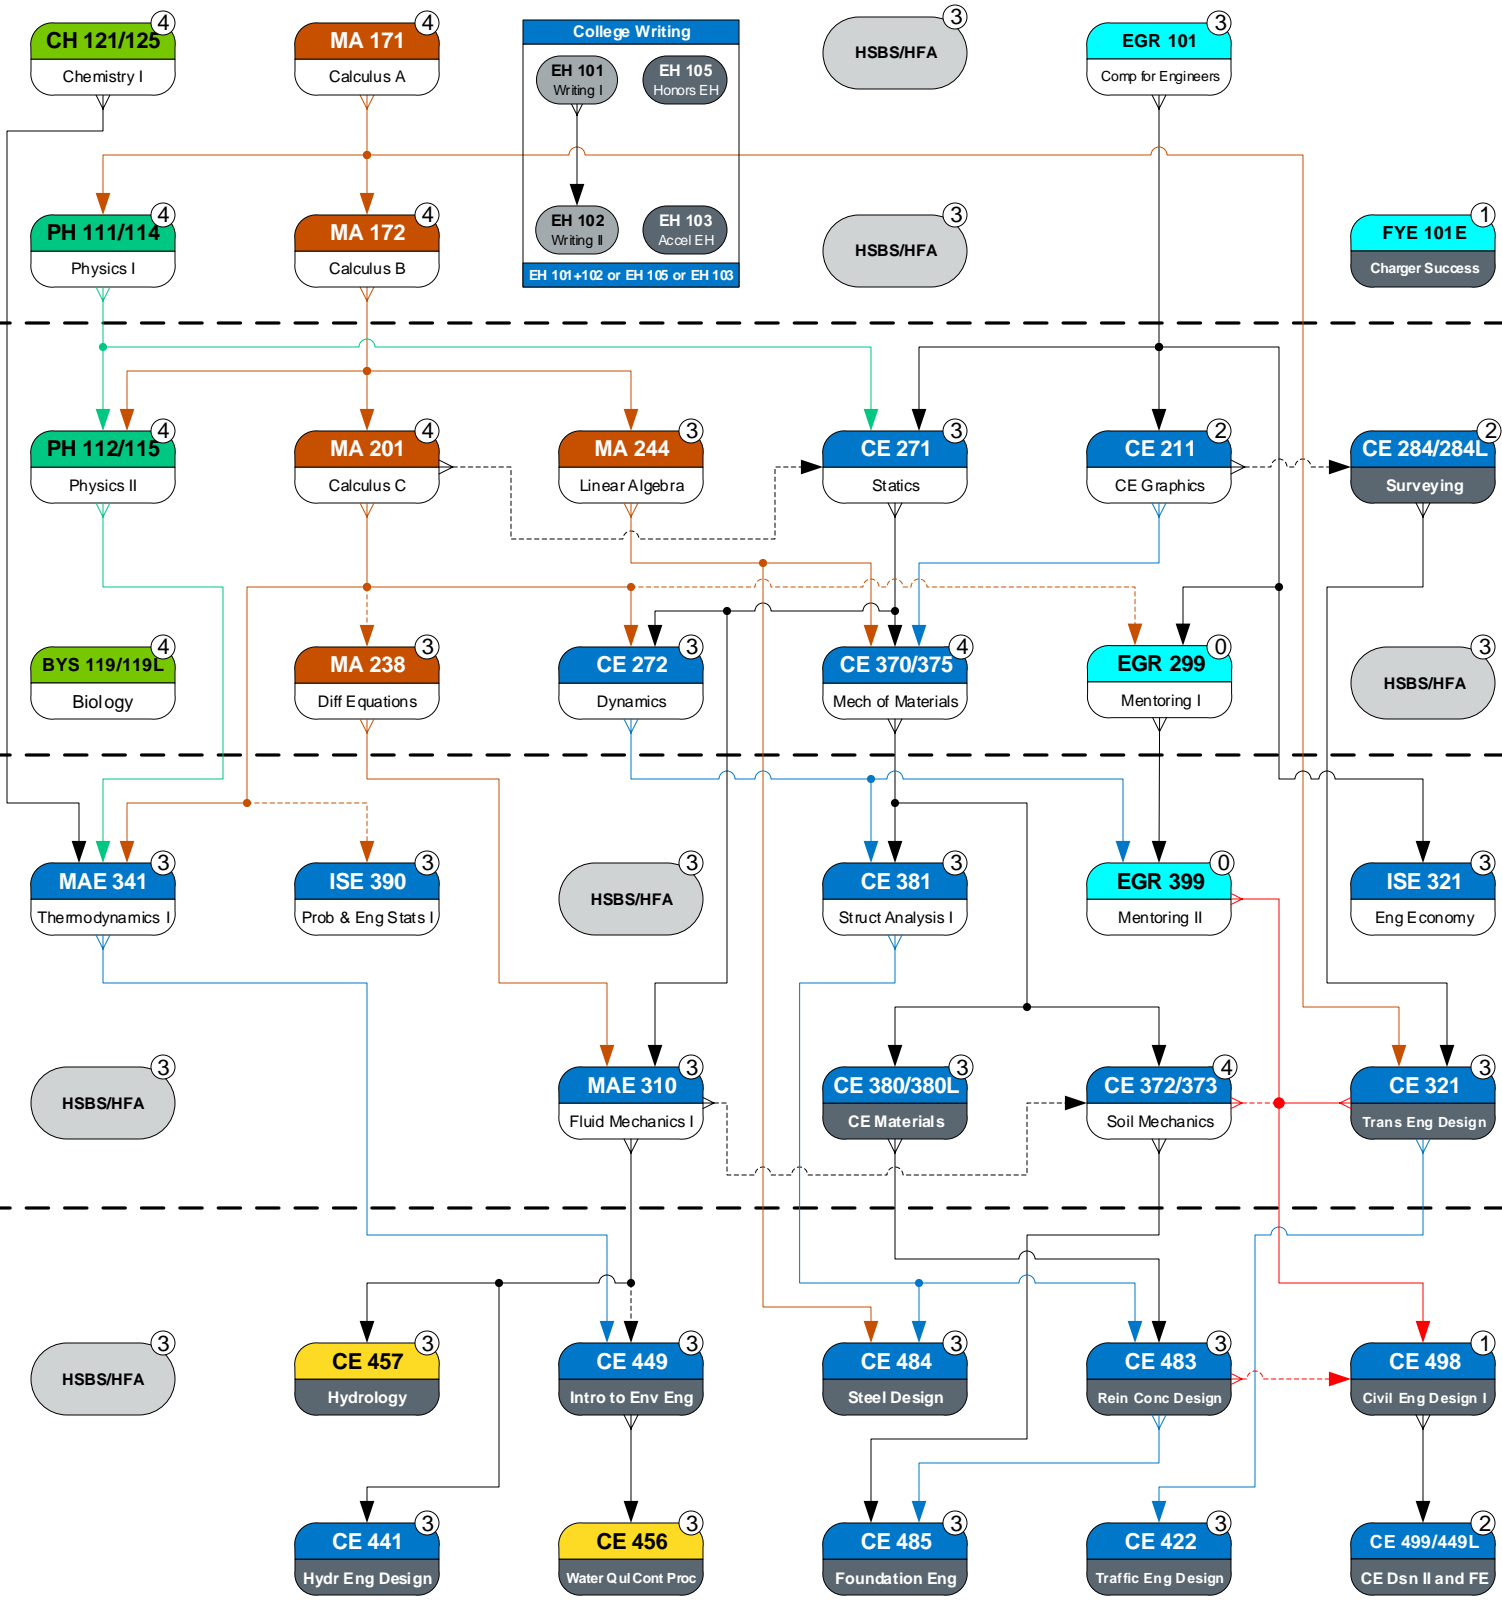 4
CH 121/125
Chemistry I
4
MA 171
Calculus A
College Writing
EH 101
Writing I
EH 105
Honors EH
EH 102
Writing II
EH 103
Accel EH
EH 101+102 or EH 105 or EH 103
3
HSBS/HFA
3
EGR 101
Comp for Engineers
4
PH 111/114
Physics I
4
MA 172
Calculus B
3
HSBS/HFA
1
FYE 101E
Charger Success
4
PH 112/115
Physics II
4
MA 201
Calculus C
3
MA 244
Linear Algebra
3
CE 271
Statics
2
CE 211
CE Graphics
2
CE 284/284L
Surveying
4
BYS 119/119L
Biology
3
MA 238
Diff Equations
3
CE 272
Dynamics
4
CE 370/375
Mech of Materials
0
EGR 299
Mentoring I
3
HSBS/HFA
3
MAE 341
Thermodynamics I
3
ISE 390
Prob & Eng Stats I
3
HSBS/HFA
3
CE 381
Struct Analysis I
0
EGR 399
Mentoring II
3
ISE 321
Eng Economy
3
HSBS/HFA
3
MAE 310
Fluid Mechanics I
3
CE 380/380L
CE Materials
4
CE 372/373
Soil Mechanics
3
CE 321
Trans Eng Design
3
HSBS/HFA
3
CE 457
Hydrology
3
CE 449
Intro to Env Eng
3
CE 484
Steel Design
3
CE 483
Rein Conc Design
1
CE 498
Civil Eng Design I
3
CE 441
Hydr Eng Design
3
CE 456
Water Qul Cont Proc
3
CE 485
Foundation Eng
3
CE 422
Traffic Eng Design
2
CE 499/449L
CE Dsn II and FE